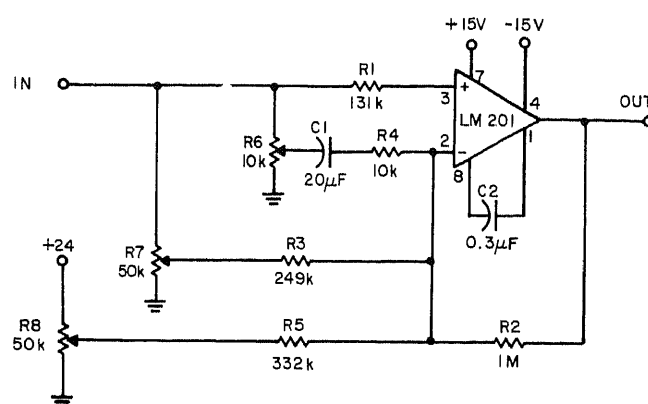 +15V
-15V
IN
R1
131k
3
+
7
4
LM 201
OUT
R6
10k
C1
20μF
R4
10k
2
−
8
1
C2
0.3μF
R7
50k
R3
249k
+24
R8
50k
R5
332k
R2
1M